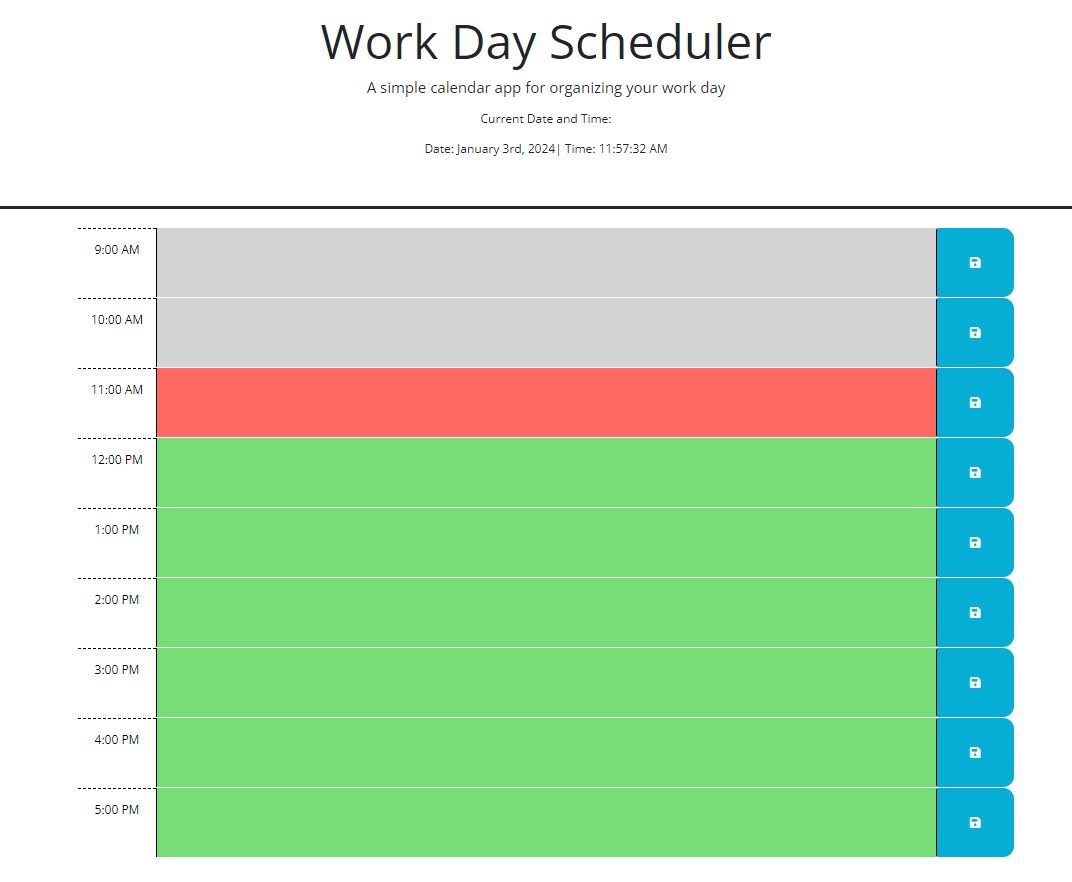 Work Day Scheduler
A simple calendar app for organizing your work day
Current Date and Time:
Date: January 3rd, 2024| Time: 11:57:32 AM
9:00 AM
10:00 AM
11:00 AM
12:00 PM
1:00 PM
2:00 PM
3:00 PM
4:00 PM
5:00 PM